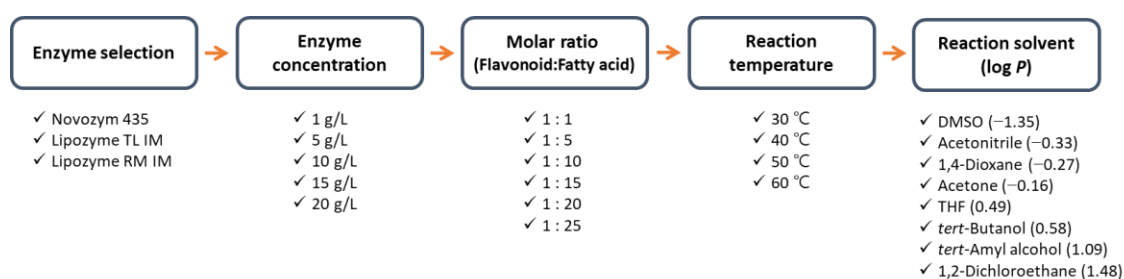 Enzyme selection
✓ Novozym 435
✓ Lipozyme TL IM
✓ Lipozyme RM IM
Enzyme
concentration
✓ 1 g/L
✓ 5 g/L
✓ 10 g/L
✓ 15 g/L
✓ 20 g/L
Molar ratio
(Flavonoid:Fatty acid)
✓ 1 : 1
✓ 1 : 5
✓ 1 : 10
✓ 1 : 15
✓ 1 : 20
✓ 1 : 25
Reaction
temperature
✓ 30 ℃
✓ 40 ℃
✓ 50 ℃
✓ 60 ℃
Reaction solvent
(log P)
✓ DMSO (−1.35)
✓ Acetonitrile (−0.33)
✓ 1,4-Dioxane (−0.27)
✓ Acetone (−0.16)
✓ THF (0.49)
✓ tert-Butanol (0.58)
✓ tert-Amyl alcohol (1.09)
✓ 1,2-Dichloroethane (1.48)